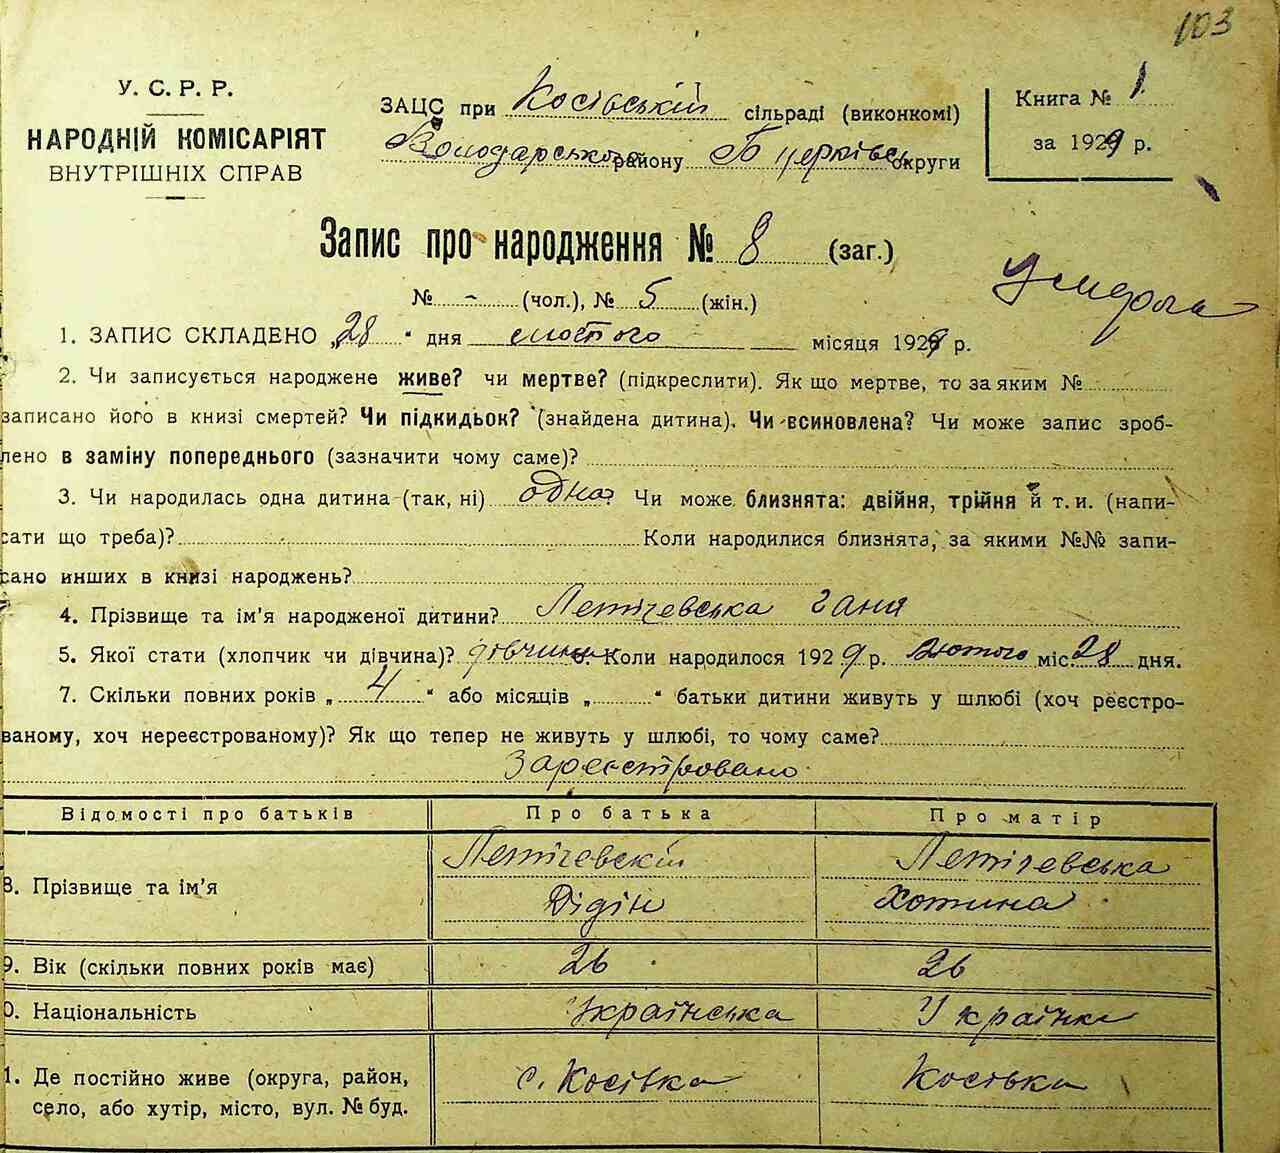 103
У. С. Р. Р.
НАРОДНІЙ КОМІСАРІЯТ
ВНУТРІШНІХ СПРАВ
ЗАЦС при Косівській сільраді (виконкомі)
Володарського району Б церківсь округи
Книга № 1
за 1929 р.
Запис про народження № 8 (заг.)
№ - (чол.), № 5 (жін.)
Умерла
1. ЗАПИС СКЛАДЕНО „28" дня лютого місяця 1929 р.
2. Чи записується народжене живе? чи мертве? (підкреслити). Як що мертве, то за яким №
записано його в книзі смертей? Чи підкидьок? (знайдена дитина). Чи всиновлена? Чи може запис зроб-
лено в заміну попереднього (зазначити чому саме)?
3. Чи народилась одна дитина (так, ні) одна? Чи може близнята: двійня, трійня й т. и. (напи-
сати що треба)? Коли народилися близнята, за якими №№ запи-
сано инших в книзі народжень?
4. Прізвище та ім'я народженої дитини? Летічевська Ганя
5. Якої стати (хлопчик чи дівчина)? дівчина 6. Коли народилося 1929 р. лютого міс. 28 дня.
7. Скільки повних років „4" або місяців „ " батьки дитини живуть у шлюбі (хоч реєстро-
ваному, хоч нереєстрованому)? Як що тепер не живуть у шлюбі, то чому саме?
Зареєстровано
Відомості про батьків Про батька Про матір
8. Прізвище та ім'я Летічевскій Летічевська
Дідін Хотина
9. Вік (скільки повних років має) 26 26
0. Національність Українська Українка
1. Де постійно живе (округа, район, с. Косівка Косівка
село, або хутір, місто, вул. № буд.